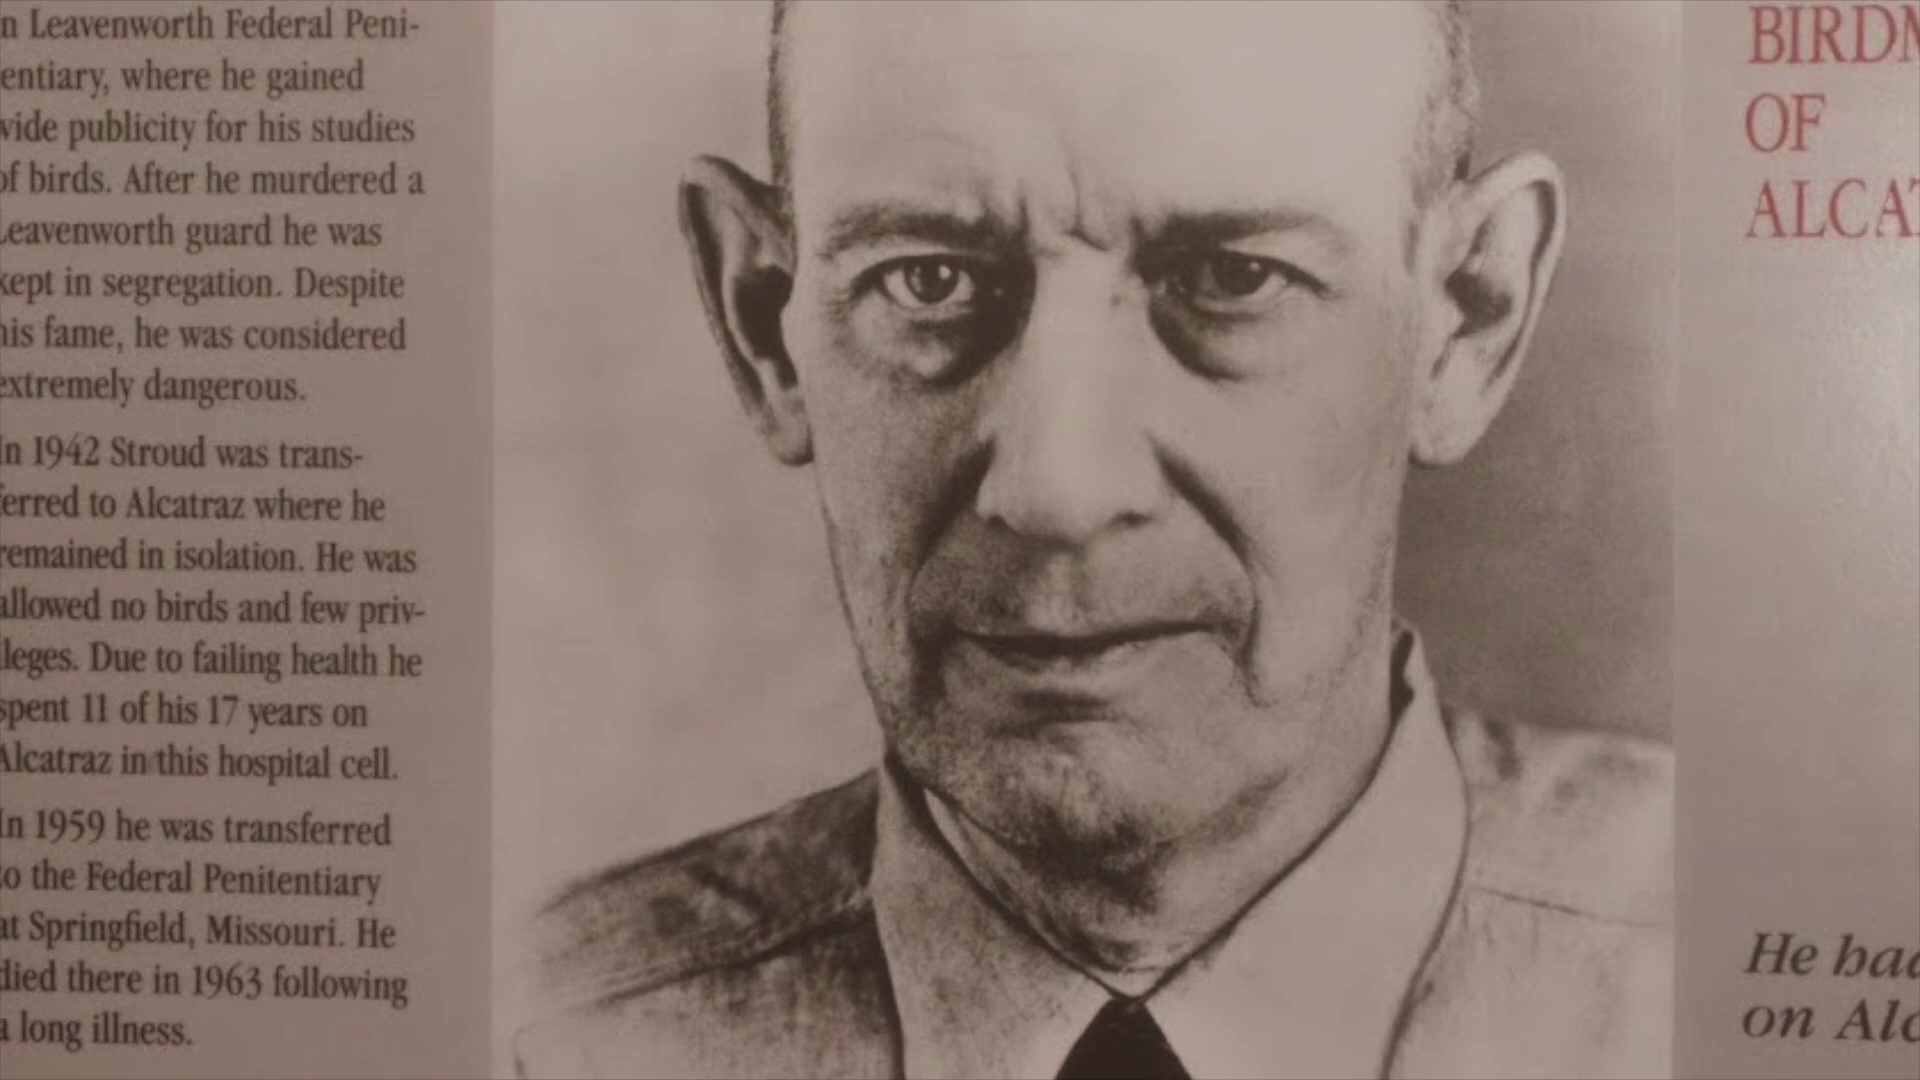 n Leavenworth Federal Peni-
entiary, where he gained
wide publicity for his studies
of birds. After he murdered a
Leavenworth guard he was
kept in segregation. Despite
his fame, he was considered
extremely dangerous.
In 1942 Stroud was trans-
ferred to Alcatraz where he
remained in isolation. He was
allowed no birds and few priv-
ileges. Due to failing health he
spent 11 of his 17 years on
Alcatraz in this hospital cell.
In 1959 he was transferred
to the Federal Penitentiary
at Springfield, Missouri. He
died there in 1963 following
a long illness.
BIRDM
OF
ALCAT
He had
on Alc